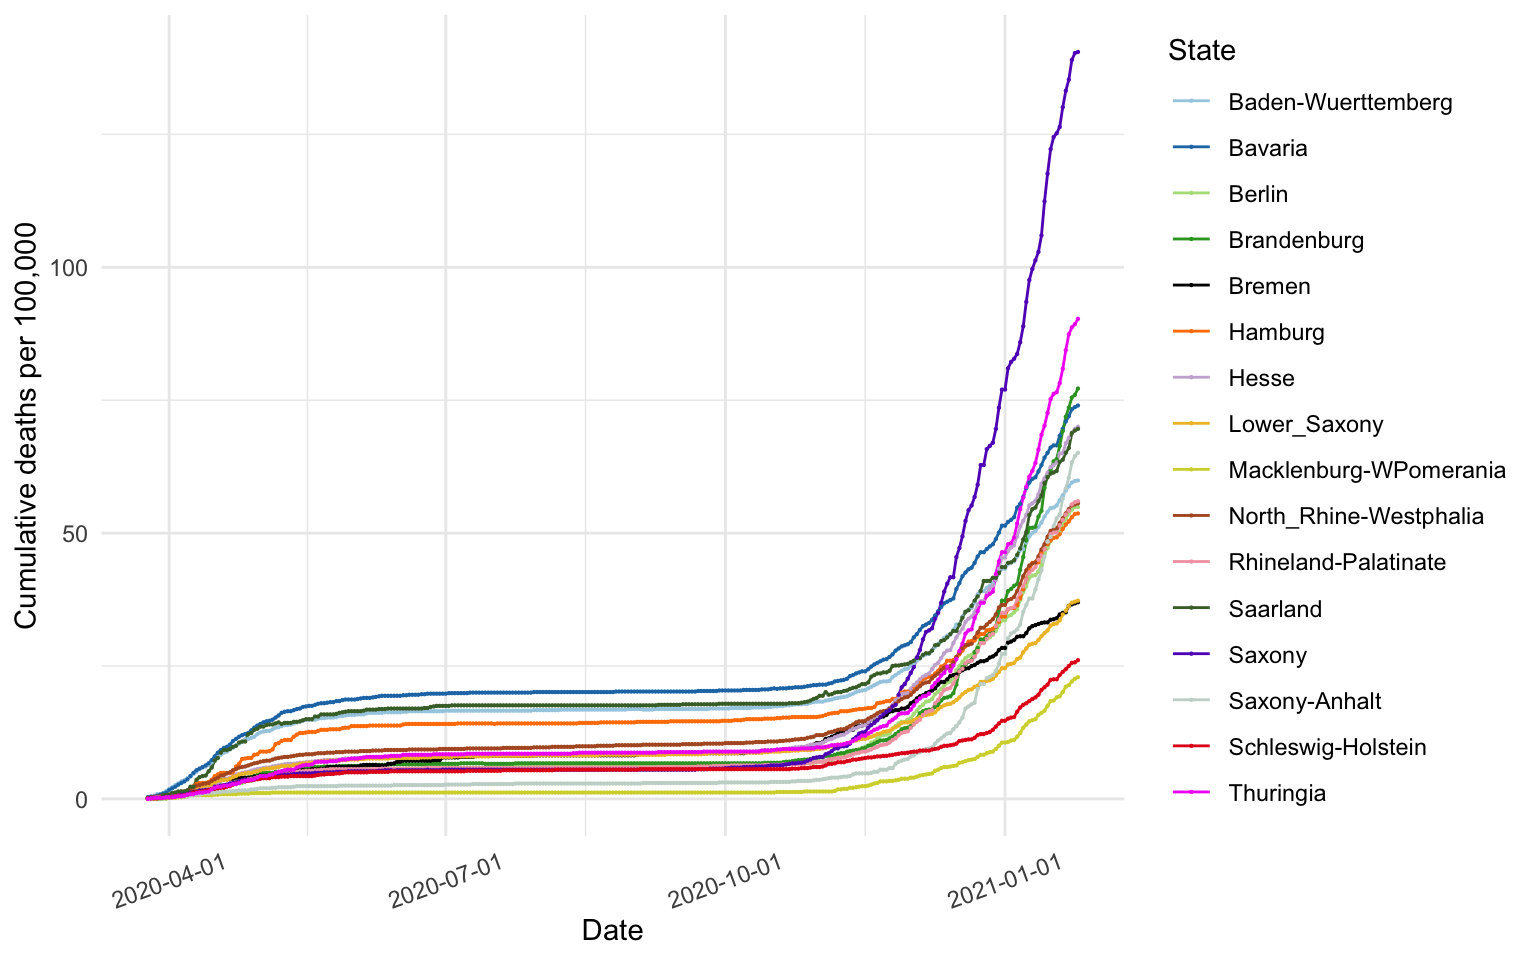 State
Baden-Wuerttemberg
Bavaria
Berlin
Brandenburg
Bremen
Hamburg
Hesse
Lower_Saxony
Macklenburg-WPomerania
North_Rhine-Westphalia
Rhineland-Palatinate
Saarland
Saxony
Saxony-Anhalt
Schleswig-Holstein
Thuringia
Cumulative deaths per 100,000
100
50
0
2020-04-01
2020-07-01
2020-10-01
2021-01-01
Date